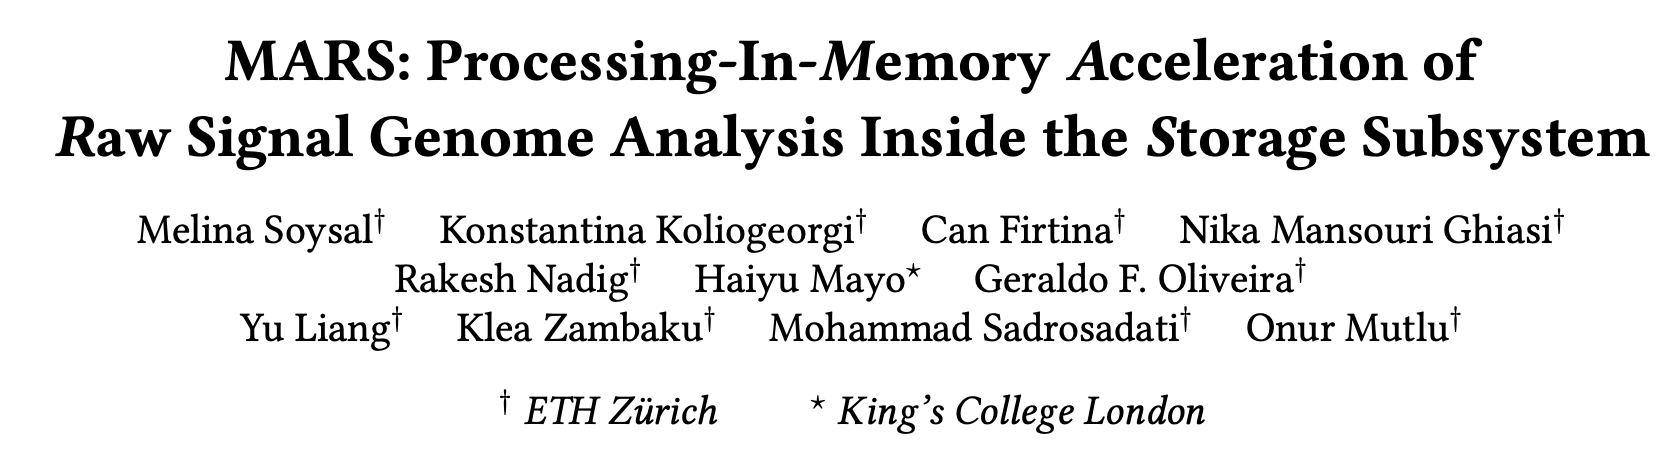 MARS: Processing-In-Memory Acceleration of
Raw Signal Genome Analysis Inside the Storage Subsystem
Melina Soysal† Konstantina Koliogeorgi† Can Firtina† Nika Mansouri Ghiasi†
Rakesh Nadig† Haiyu Mayo⋆ Geraldo F. Oliveira†
Yu Liang† Klea Zambaku† Mohammad Sadrosadati† Onur Mutlu†
† ETH Zürich ⋆ King’s College London